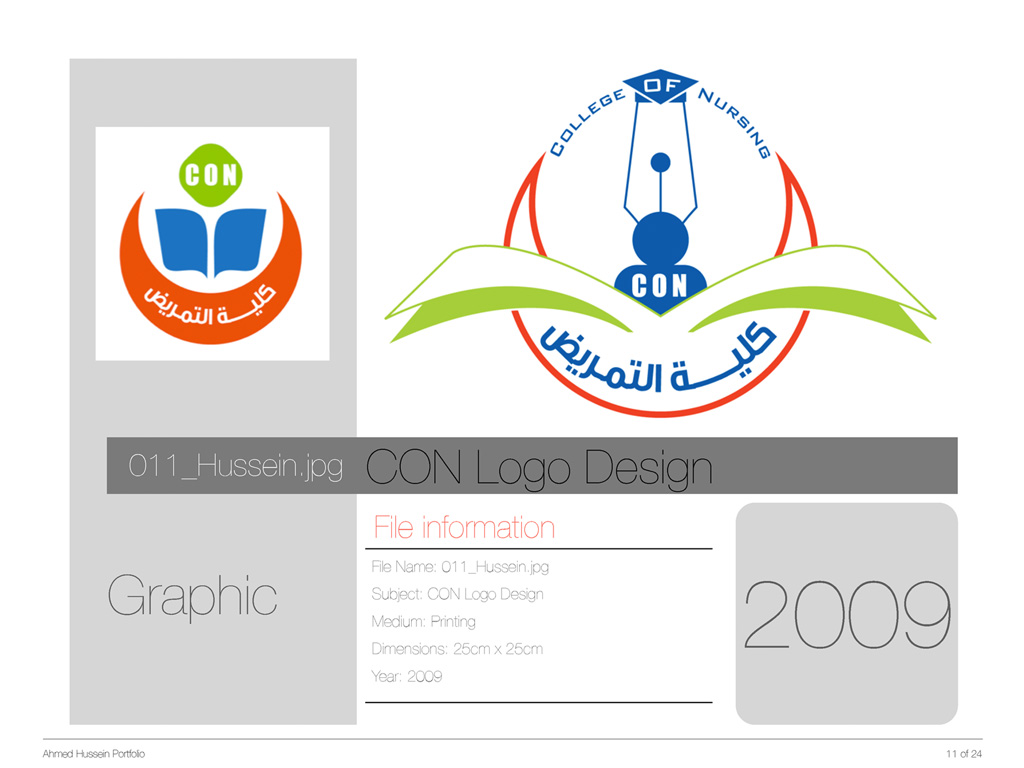 CON
كلية التمريض
COLLEGE OF NURSING
CON
كلية التمريض
011_Hussein.jpg CON Logo Design
Graphic
File information
File Name: 011_Hussein.jpg
Subject: CON Logo Design
Medium: Printing
Dimensions: 25cm x 25cm
Year: 2009
2009
Ahmed Hussein Portfolio
11 of 24